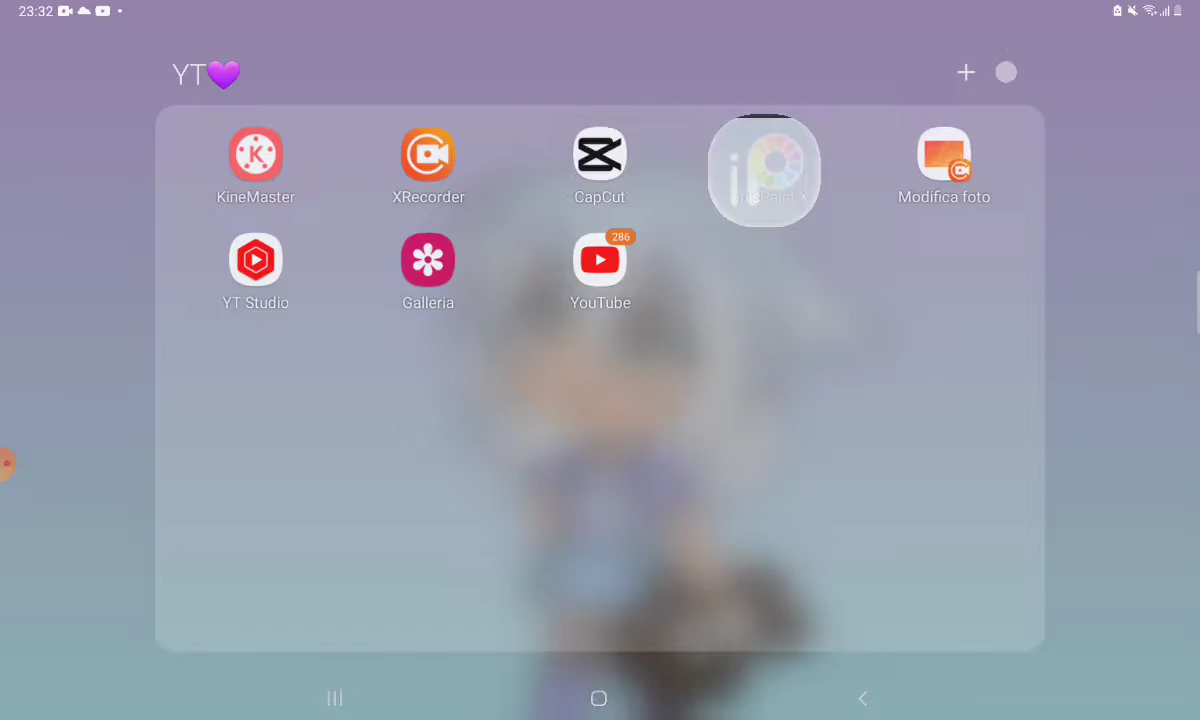 23:32
YT💜
KineMaster
XRecorder
CapCut
Modifica foto
YT Studio
Galleria
286
YouTube